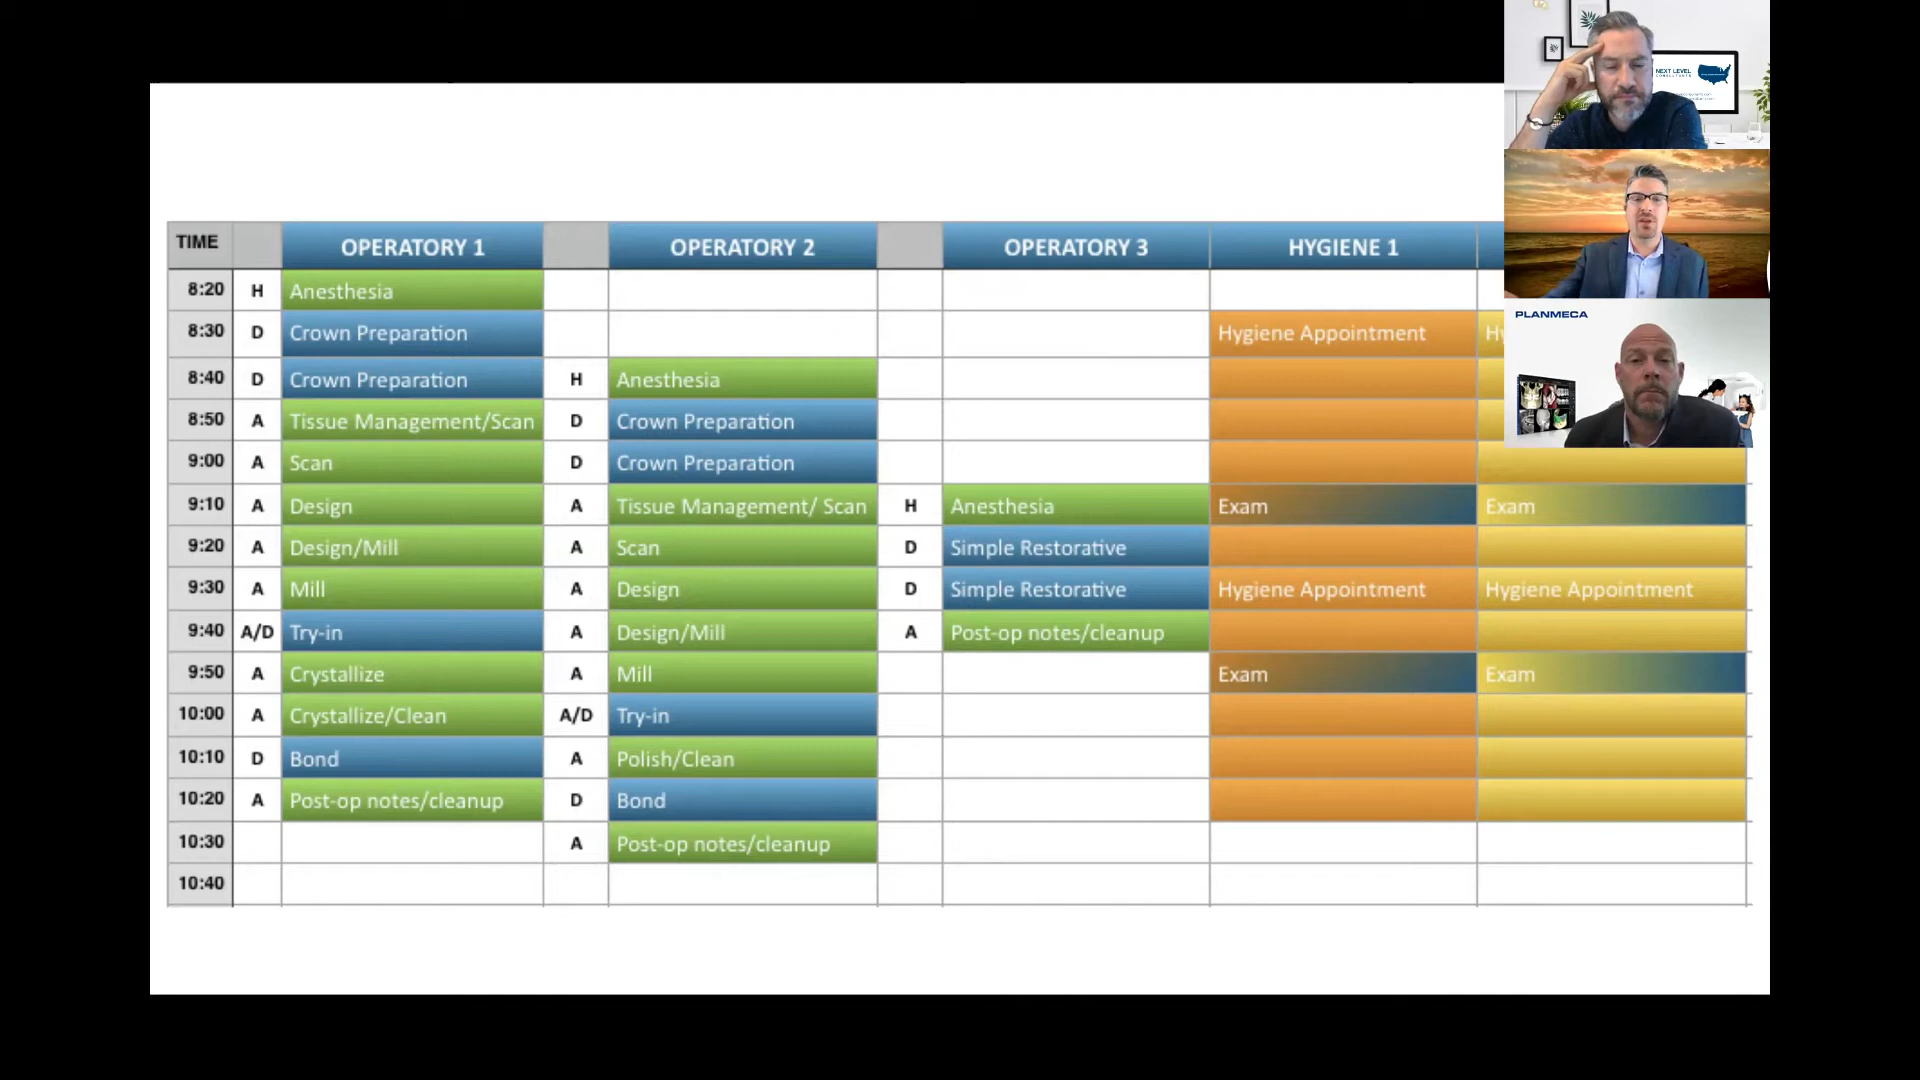 NEXT LEVEL
CONSULTANTS
PLANMECA
TIME OPERATORY 1 OPERATORY 2 OPERATORY 3 HYGIENE 1
8:20 H Anesthesia
8:30 D Crown Preparation Hygiene Appointment Hy
8:40 D Crown Preparation H Anesthesia
8:50 A Tissue Management/Scan D Crown Preparation
9:00 A Scan D Crown Preparation
9:10 A Design A Tissue Management/ Scan H Anesthesia Exam Exam
9:20 A Design/Mill A Scan D Simple Restorative
9:30 A Mill A Design D Simple Restorative Hygiene Appointment Hygiene Appointment
9:40 A/D Try-in A Design/Mill A Post-op notes/cleanup
9:50 A Crystallize A Mill Exam Exam
10:00 A Crystallize/Clean A/D Try-in
10:10 D Bond A Polish/Clean
10:20 A Post-op notes/cleanup D Bond
10:30 A Post-op notes/cleanup
10:40